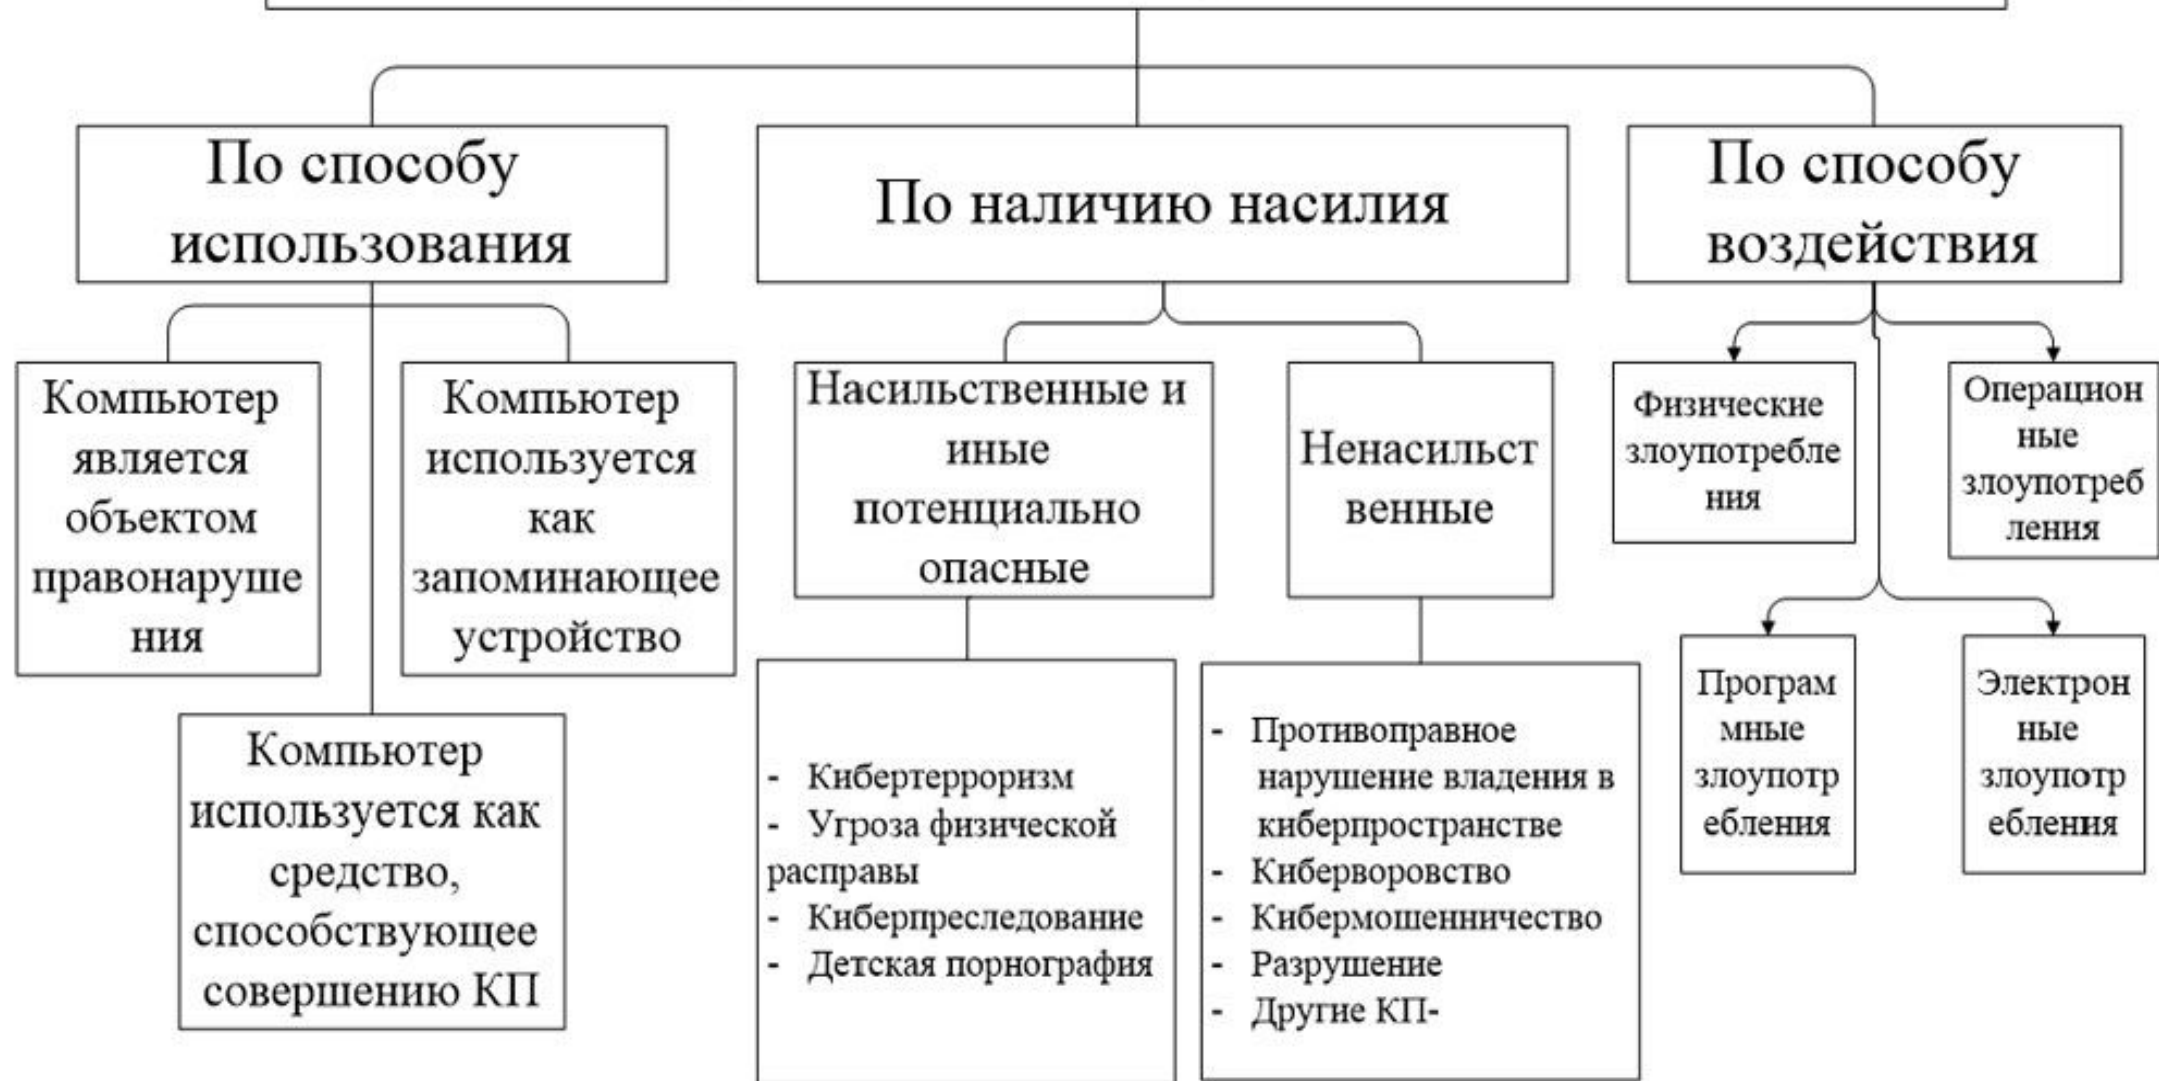 По способу
использования
По наличию насилия
По способу
воздействия
Компьютер
является
объектом
правонаруше
ния
Компьютер
используется
как
запоминающее
устройство
Компьютер
используется как
средство,
способствующее
совершению КП
Насильственные и
иные
потенциально
опасные
Ненасильст
венные
- Кибертерроризм
- Угроза физической
расправы
- Киберпреследование
- Детская порнография
- Противоправное
нарушение владения в
киберпространстве
- Киберворовство
- Кибермошенничество
- Разрушение
- Другие КП-
Физические
злоупотребле
ния
Операцион
ные
злоупотреб
ления
Програм
мные
злоупотр
ебления
Электрон
ные
злоупотр
ебления